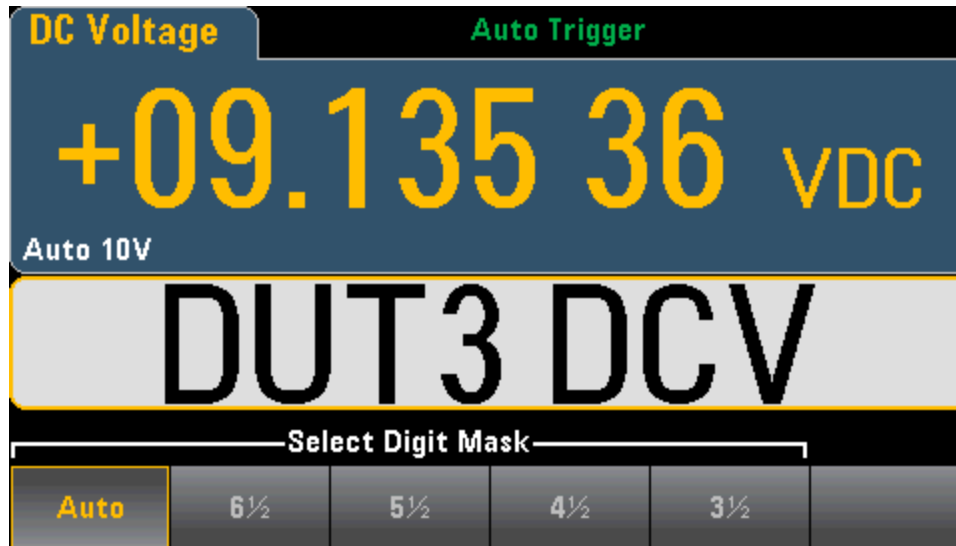 DC Voltage Auto Trigger
+09.135 36 VDC
Auto 10V
DUT3 DCV
Select Digit Mask
Auto 6½ 5½ 4½ 3½